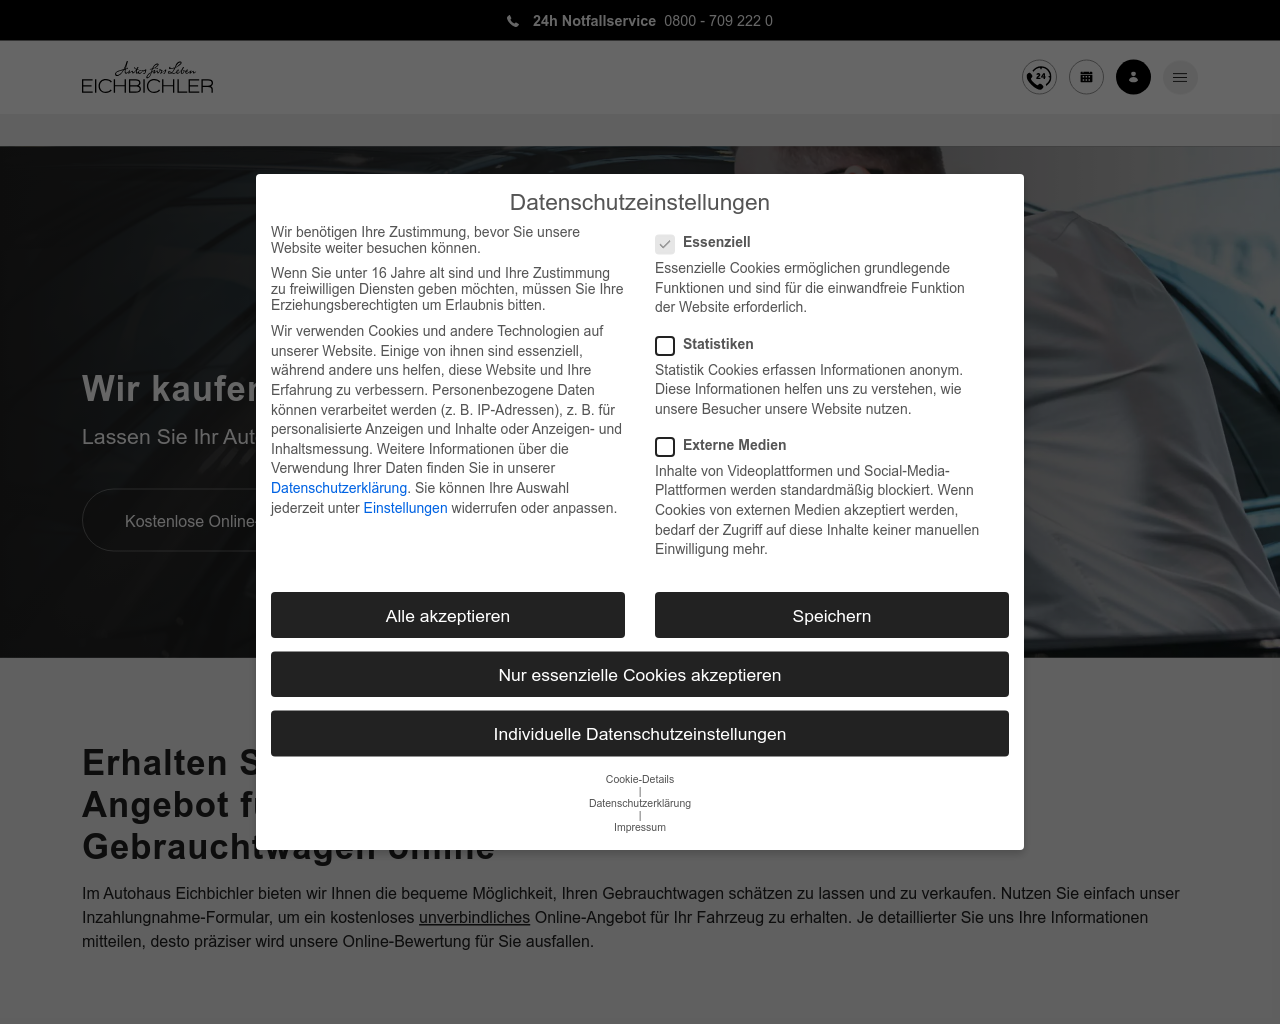 24h Notfallservice 0800 - 709 222 0
Autos fürs Leben
EICHBICHLER
24
Datenschutzeinstellungen
Wir benötigen Ihre Zustimmung, bevor Sie unsere
Website weiter besuchen können.
Wenn Sie unter 16 Jahre alt sind und Ihre Zustimmung
zu freiwilligen Diensten geben möchten, müssen Sie Ihre
Erziehungsberechtigten um Erlaubnis bitten.
Wir verwenden Cookies und andere Technologien auf
unserer Website. Einige von ihnen sind essenziell,
während andere uns helfen, diese Website und Ihre
Erfahrung zu verbessern. Personenbezogene Daten
können verarbeitet werden (z. B. IP-Adressen), z. B. für
personalisierte Anzeigen und Inhalte oder Anzeigen- und
Inhaltsmessung. Weitere Informationen über die
Verwendung Ihrer Daten finden Sie in unserer
Datenschutzerklärung. Sie können Ihre Auswahl
jederzeit unter Einstellungen widerrufen oder anpassen.
Essenziell
Essenzielle Cookies ermöglichen grundlegende
Funktionen und sind für die einwandfreie Funktion
der Website erforderlich.
Statistiken
Statistik Cookies erfassen Informationen anonym.
Diese Informationen helfen uns zu verstehen, wie
unsere Besucher unsere Website nutzen.
Externe Medien
Inhalte von Videoplattformen und Social-Media-
Plattformen werden standardmäßig blockiert. Wenn
Cookies von externen Medien akzeptiert werden,
bedarf der Zugriff auf diese Inhalte keiner manuellen
Einwilligung mehr.
Alle akzeptieren
Speichern
Nur essenzielle Cookies akzeptieren
Individuelle Datenschutzeinstellungen
Cookie-Details
|
Datenschutzerklärung
|
Impressum
Wir kaufen
Lassen Sie Ihr Aut
Kostenlose Online-
Erhalten S
Angebot fü
Gebrauchtwagen online
Im Autohaus Eichbichler bieten wir Ihnen die bequeme Möglichkeit, Ihren Gebrauchtwagen schätzen zu lassen und zu verkaufen. Nutzen Sie einfach unser
Inzahlungnahme-Formular, um ein kostenloses unverbindliches Online-Angebot für Ihr Fahrzeug zu erhalten. Je detaillierter Sie uns Ihre Informationen
mitteilen, desto präziser wird unsere Online-Bewertung für Sie ausfallen.